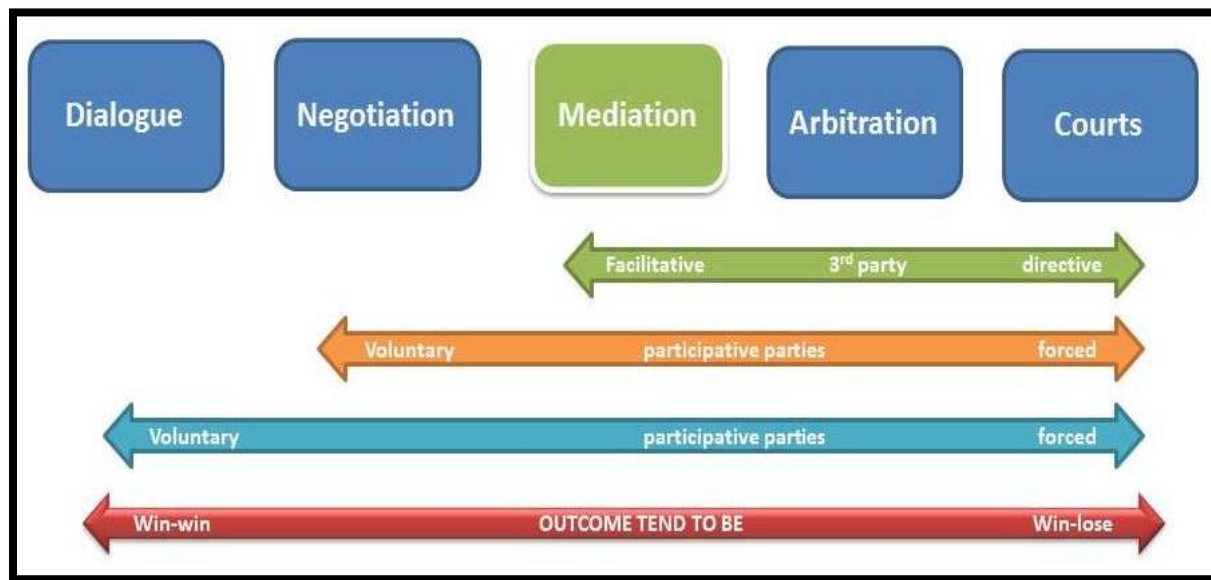 Dialogue Negotiation Mediation Arbitration Courts
Facilitative 3rd party directive
Voluntary participative parties forced
Voluntary participative parties forced
Win-win OUTCOME TEND TO BE Win-lose